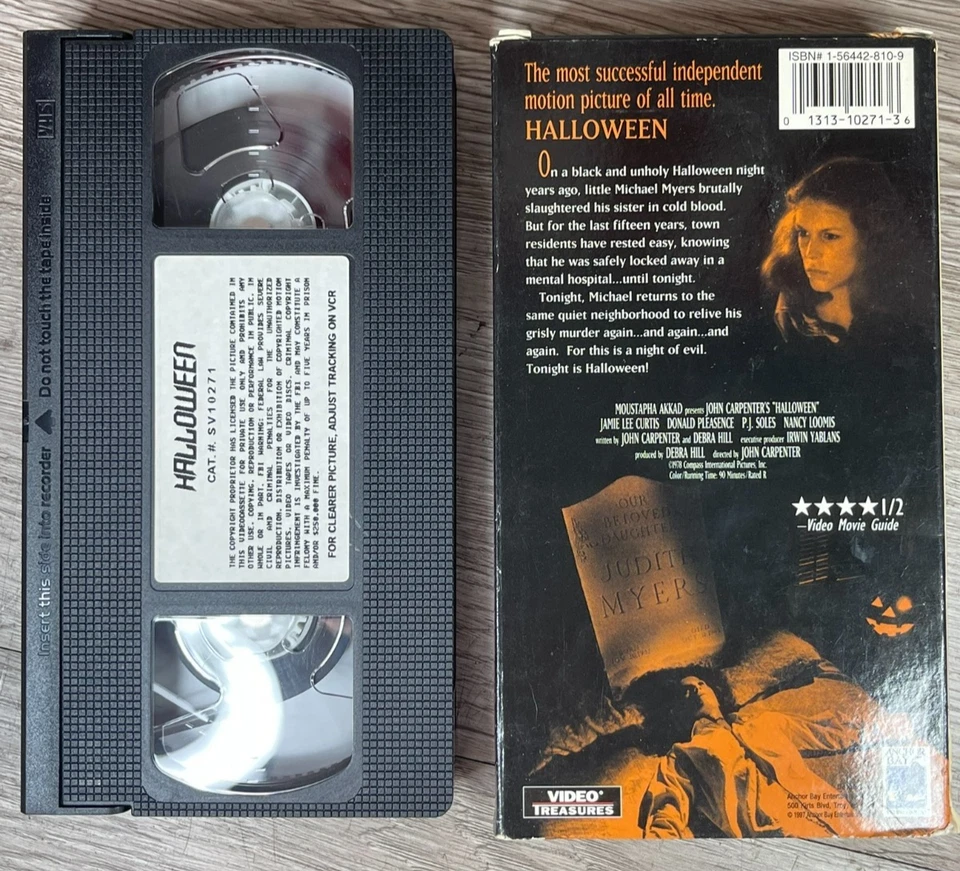 VHS
Insert this side into recorder ▲ Do not touch the tape inside
HALLOWEEN
CAT. #. SV10271
THE COPYRIGHT PROPRIETOR HAS LICENSED THE PICTURE CONTAINED IN
THIS VIDEOCASSETTE FOR PRIVATE USE ONLY AND PROHIBITS ANY
OTHER USE, COPYING, REPRODUCTION OR PERFORMANCE IN PUBLIC, IN
WHOLE OR IN PART. FBI WARNING: FEDERAL LAW PROVIDES SEVERE
CIVIL AND CRIMINAL PENALTIES FOR THE UNAUTHORIZED
REPRODUCTION, DISTRIBUTION OR EXHIBITION OF COPYRIGHTED MOTION
PICTURES, VIDEO TAPES OR VIDEO DISCS. CRIMINAL COPYRIGHT
INFRINGEMENT IS INVESTIGATED BY THE FBI AND MAY CONSTITUTE A
FELONY WITH A MAXIMUM PENALTY OF UP TO FIVE YEARS IN PRISON
AND/OR $250,000 FINE.
FOR CLEARER PICTURE, ADJUST TRACKING ON VCR
ISBN# 1-56442-810-9
0 1313-10271-3 6
The most successful independent
motion picture of all time.
HALLOWEEN
On a black and unholy Halloween night
years ago, little Michael Myers brutally
slaughtered his sister in cold blood.
But for the last fifteen years, town
residents have rested easy, knowing
that he was safely locked away in a
mental hospital...until tonight.
Tonight, Michael returns to the
same quiet neighborhood to relive his
grisly murder again...and again...and
again. For this is a night of evil.
Tonight is Halloween!
MOUSTAPHA AKKAD presents JOHN CARPENTER'S "HALLOWEEN"
JAMIE LEE CURTIS DONALD PLEASENCE P.J. SOLES NANCY LOOMIS
written by JOHN CARPENTER and DEBRA HILL executive producer IRWIN YABLANS
produced by DEBRA HILL directed by JOHN CARPENTER
©1978 Compass International Pictures, Inc.
Color/Running Time: 90 Minutes/Rated R
★★★★1/2
—Video Movie Guide
OUR
BELOVED
DAUGHTER
JUDITH
MYERS
VIDEO
TREASURES
Anchor Bay
500 Kirts Blvd, Troy,
© 1997 Anchor Bay